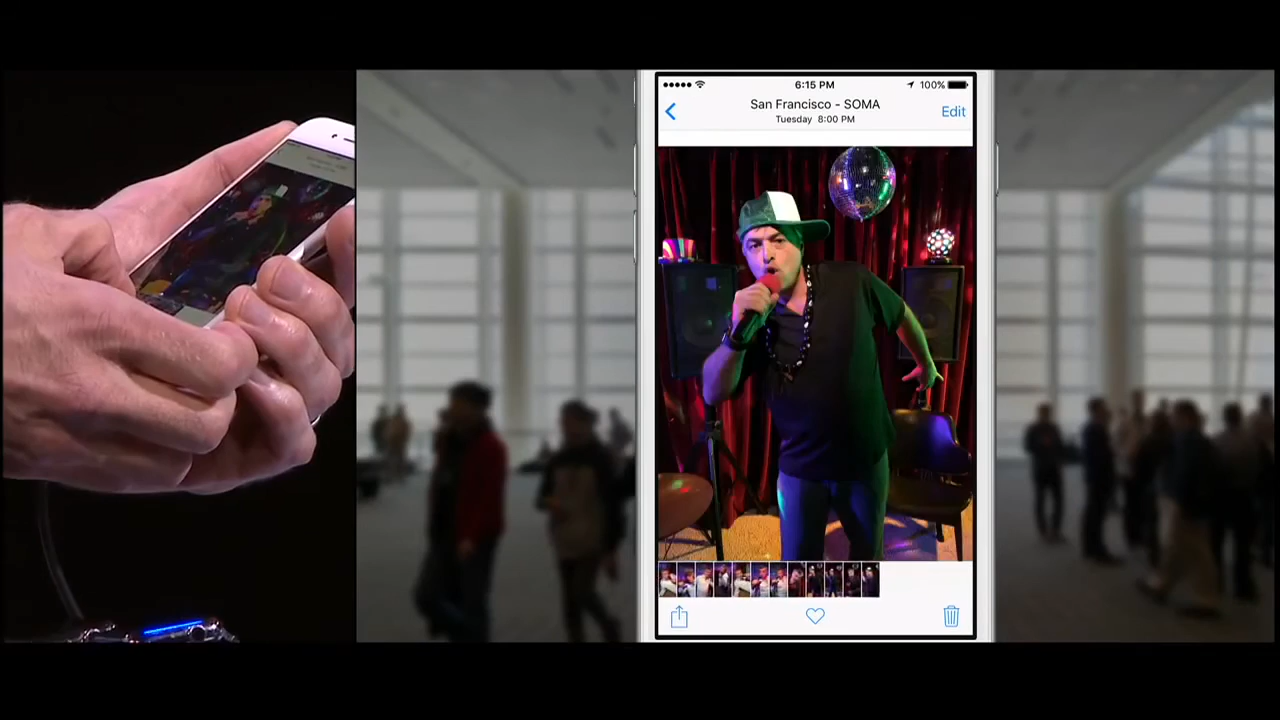 6:15 PM
100%
San Francisco - SOMA
Edit
Tuesday 8:00 PM